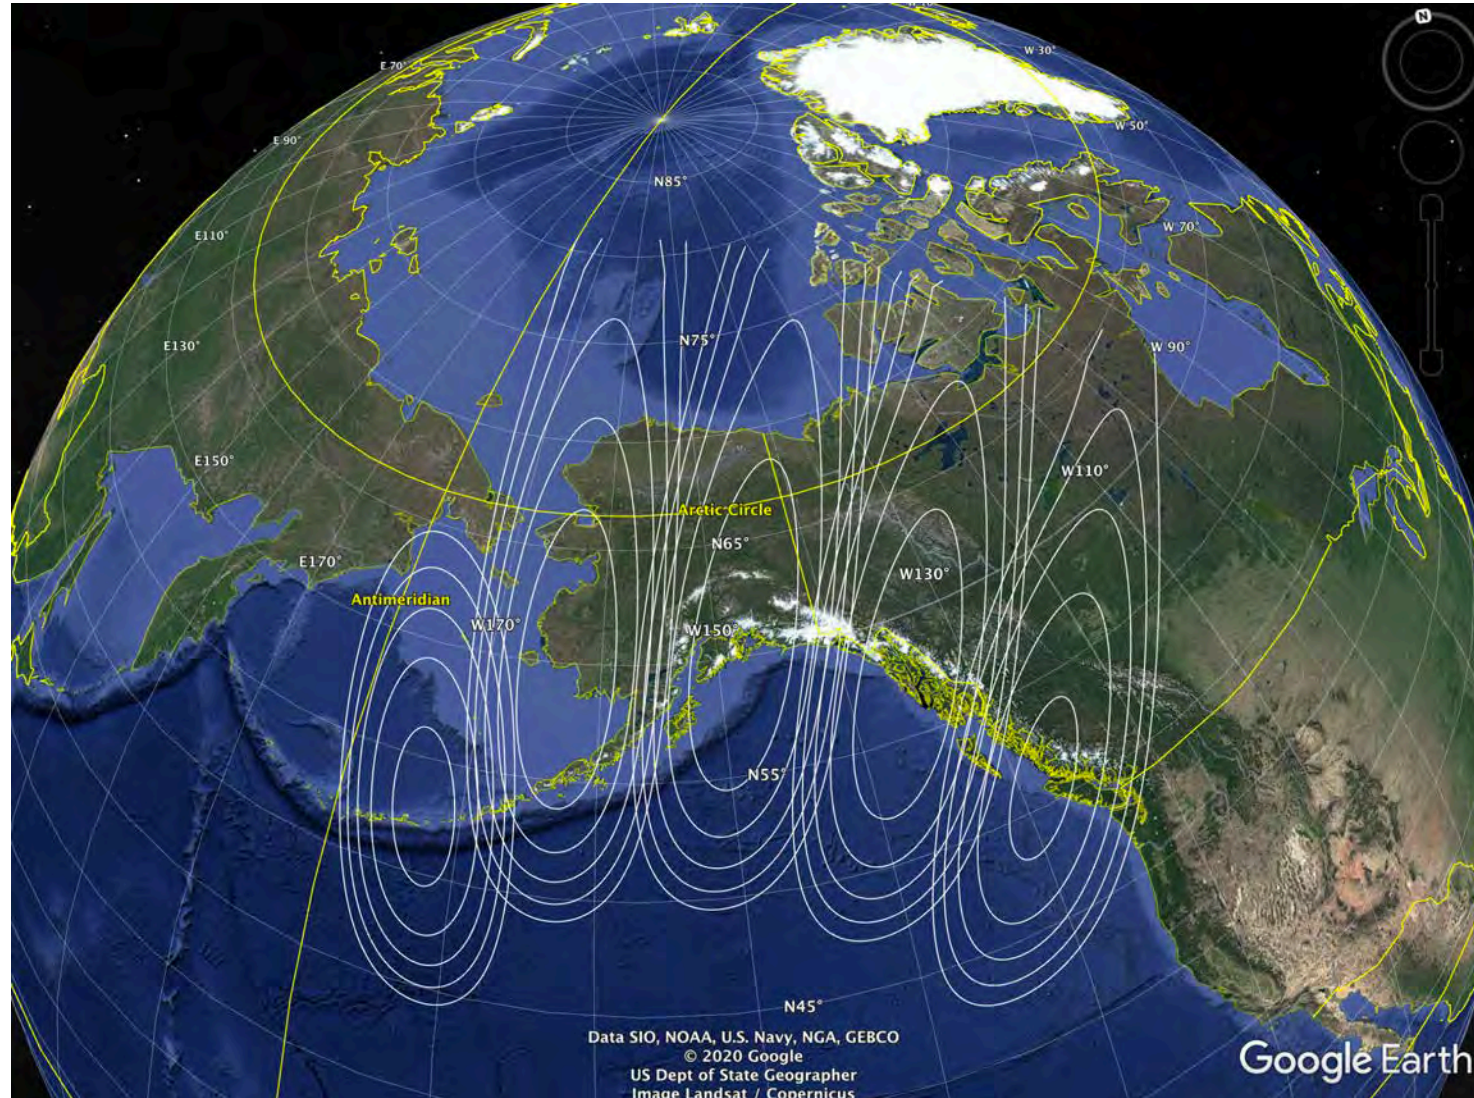 N
W 30°
E 70°
W 50°
E 90°
N85°
W 70°
E110°
N75°
E130°
W 90°
E150°
W110°
Arctic Circle
N65°
E170°
W130°
Antimeridian
W170°
W150°
N55°
N45°
Data SIO, NOAA, U.S. Navy, NGA, GEBCO
© 2020 Google
US Dept of State Geographer
Image Landsat / Copernicus
Google Earth